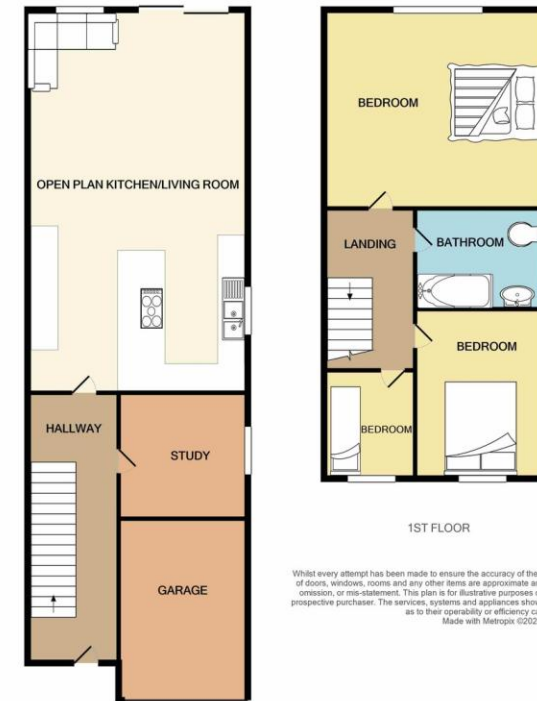 OPEN PLAN KITCHEN/LIVING ROOM
HALLWAY
STUDY
GARAGE
BEDROOM
LANDING
BATHROOM
BEDROOM
BEDROOM
1ST FLOOR
Whilst every attempt has been made to ensure the accuracy of the
of doors, windows, rooms and any other items are approximate
omission, or mis-statement. This plan is for illustrative purposes
prospective purchaser. The services, systems and appliances
as to their operability or efficiency
Made with Metropix